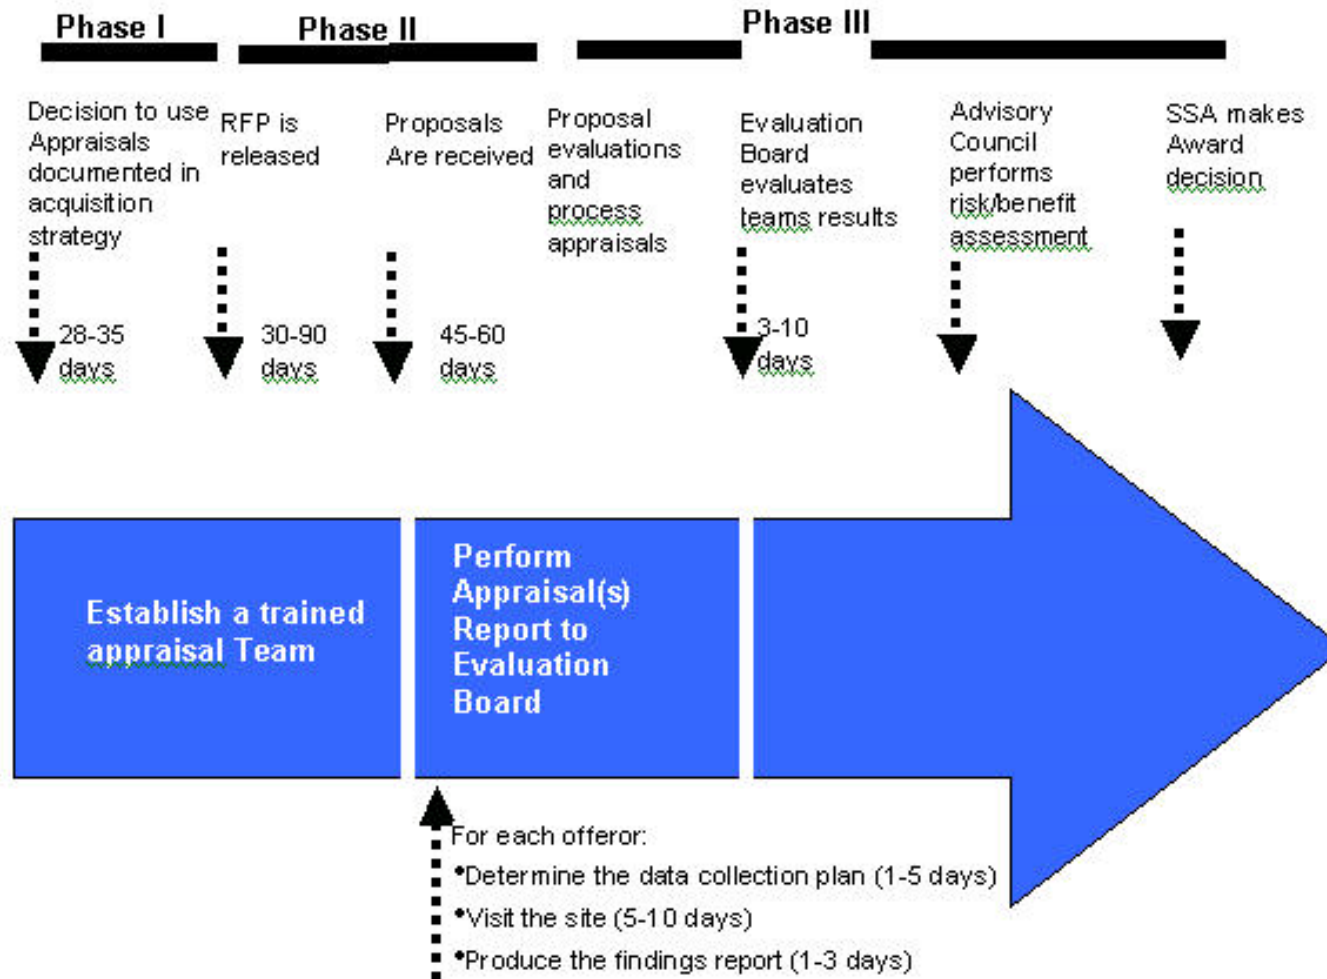 Phase I
Phase II
Phase III
Decision to use
Appraisals
documented in
acquisition
strategy
RFP is
released
Proposals
Are received
Proposal
evaluations
and
process
appraisals
Evaluation
Board
evaluates
teams results
Advisory
Council
performs
risk/benefit
assessment
SSA makes
Award
decision
28-35
days
30-90
days
45-60
days
3-10
days
Establish a trained
appraisal Team
Perform
Appraisal(s)
Report to
Evaluation
Board
For each offeror:
•Determine the data collection plan (1-5 days)
•Visit the site (5-10 days)
•Produce the findings report (1-3 days)